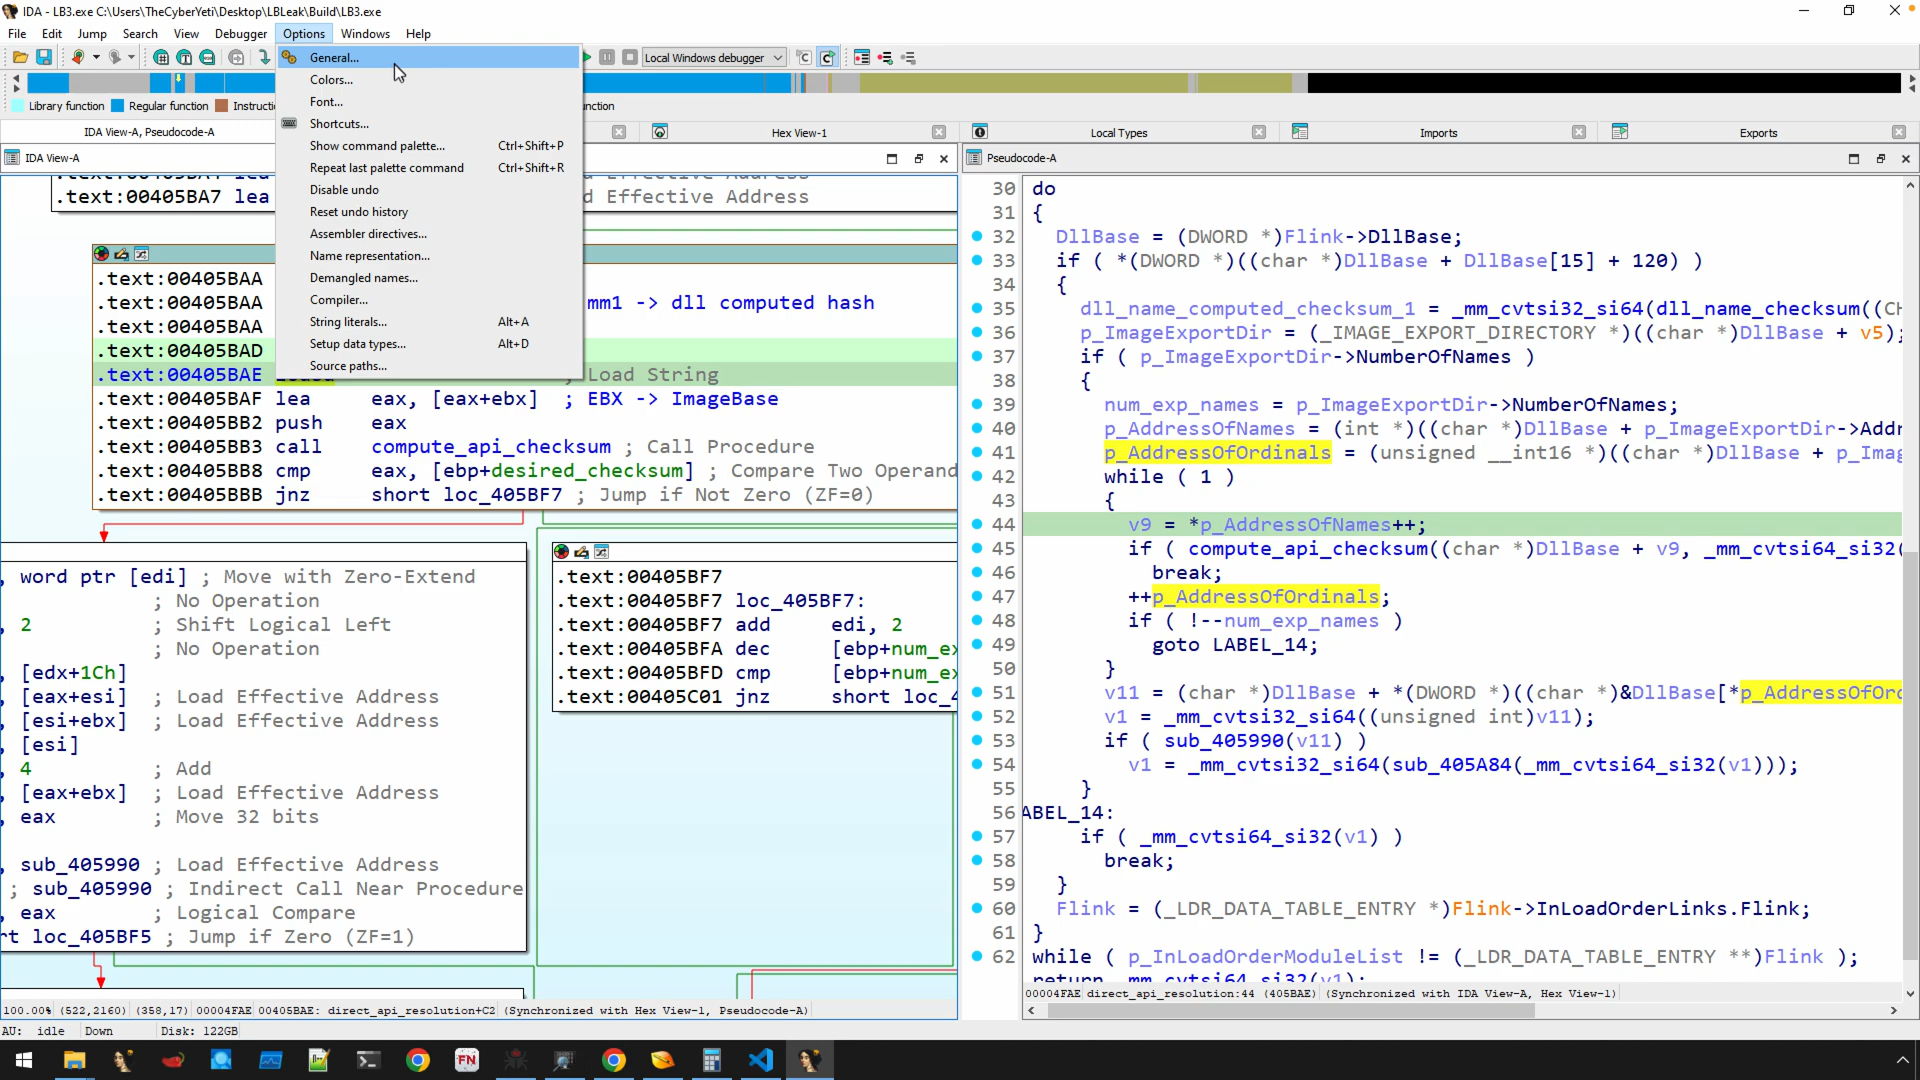 IDA - LB3.exe C:\Users\TheCyberYeti\Desktop\LBLeak\Build\LB3.exe
File Edit Jump Search View Debugger Options Windows Help
Local Windows debugger
Library function Regular function
General...
Colors...
Font...
Shortcuts...
Show command palette... Ctrl+Shift+P
Repeat last palette command Ctrl+Shift+R
Disable undo
Reset undo history
Assembler directives...
Name representation...
Demangled names...
Compiler...
String literals... Alt+A
Setup data types... Alt+D
Source paths...
IDA View-A, Pseudocode-A
Hex View-1
Local Types
Imports
Exports
IDA View-A
.text:00405BA7 lea
Effective Address
.text:00405BAA
.text:00405BAA
mm1 -> dll computed hash
.text:00405BAA
.text:00405BAD
.text:00405BAE
; Load String
.text:00405BAF lea eax, [eax+ebx] ; EBX -> ImageBase
.text:00405BB2 push eax
.text:00405BB3 call compute_api_checksum ; Call Procedure
.text:00405BB8 cmp eax, [ebp+desired_checksum] ; Compare Two Operand
.text:00405BBB jnz short loc_405BF7 ; Jump if Not Zero (ZF=0)
, word ptr [edi] ; Move with Zero-Extend
; No Operation
, 2 ; Shift Logical Left
; No Operation
, [edx+1Ch]
, [eax+esi] ; Load Effective Address
, [esi+ebx] ; Load Effective Address
, [esi]
, 4 ; Add
, [eax+ebx] ; Load Effective Address
, eax ; Move 32 bits
, sub_405990 ; Load Effective Address
; sub_405990 ; Indirect Call Near Procedure
, eax ; Logical Compare
rt loc_405BF5 ; Jump if Zero (ZF=1)
.text:00405BF7
.text:00405BF7 loc_405BF7:
.text:00405BF7 add edi, 2
.text:00405BFA dec [ebp+num_ex
.text:00405BFD cmp [ebp+num_ex
.text:00405C01 jnz short loc_4
100.00% (522,2160) (358,17) 00004FAE 00405BAE: direct_api_resolution+C2 (Synchronized with Hex View-1, Pseudocode-A)
Pseudocode-A
30 do
31 {
32 DllBase = (DWORD *)Flink->DllBase;
33 if ( *(DWORD *)((char *)DllBase + DllBase[15] + 120) )
34 {
35 dll_name_computed_checksum_1 = _mm_cvtsi32_si64(dll_name_checksum((CH
36 p_ImageExportDir = (_IMAGE_EXPORT_DIRECTORY *)((char *)DllBase + v5);
37 if ( p_ImageExportDir->NumberOfNames )
38 {
39 num_exp_names = p_ImageExportDir->NumberOfNames;
40 p_AddressOfNames = (int *)((char *)DllBase + p_ImageExportDir->Addr
41 p_AddressOfOrdinals = (unsigned __int16 *)((char *)DllBase + p_Imag
42 while ( 1 )
43 {
44 v9 = *p_AddressOfNames++;
45 if ( compute_api_checksum((char *)DllBase + v9, _mm_cvtsi64_si32(
46 break;
47 ++p_AddressOfOrdinals;
48 if ( !--num_exp_names )
49 goto LABEL_14;
50 }
51 v11 = (char *)DllBase + *(DWORD *)((char *)&DllBase[*p_AddressOfOrd
52 v1 = _mm_cvtsi32_si64((unsigned int)v11);
53 if ( sub_405990(v11) )
54 v1 = _mm_cvtsi32_si64(sub_405A84(_mm_cvtsi64_si32(v1)));
55 }
56 ABEL_14:
57 if ( _mm_cvtsi64_si32(v1) )
58 break;
59 }
60 Flink = (_LDR_DATA_TABLE_ENTRY *)Flink->InLoadOrderLinks.Flink;
61 }
62 while ( p_InLoadOrderModuleList != (_LDR_DATA_TABLE_ENTRY **)Flink );
return _mm_cvtsi64_si32(v1);
00004FAE direct_api_resolution:44 (405BAE) (Synchronized with IDA View-A, Hex View-1)
AU: idle Down Disk: 122GB
FN